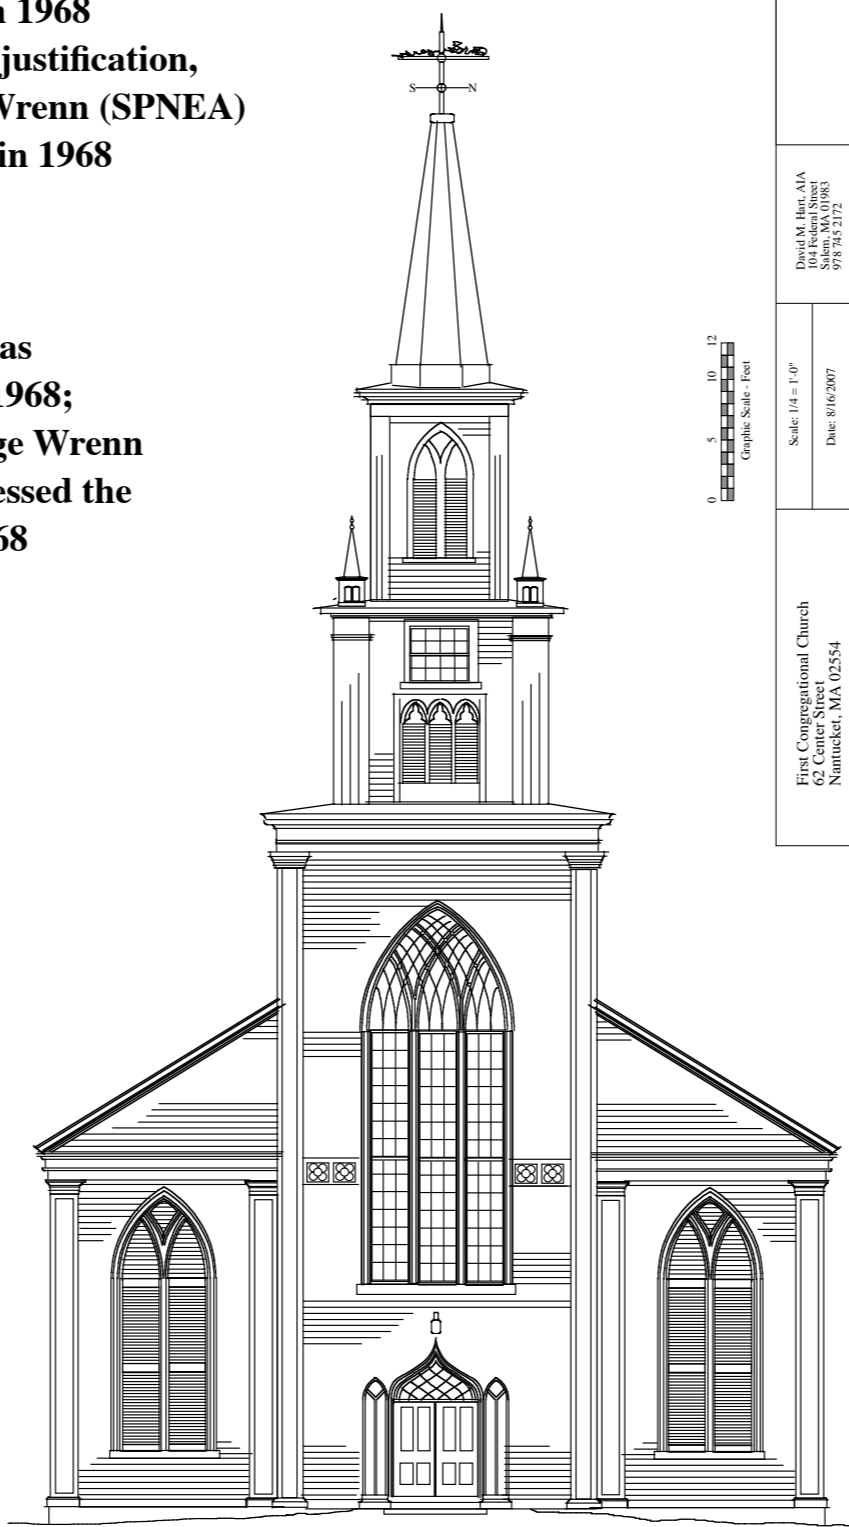 n 1968
justification,
Wrenn (SPNEA)
in 1968
as
1968;
ge Wrenn
essed the
68
S
N
David M. Hart, AIA
104 Federal Street
Salem, MA 01983
978 745 2172
0 5 10 12
Graphic Scale - Feet
Scale: 1/4 = 1'-0"
Date: 8/16/2007
First Congregational Church
62 Center Street
Nantucket, MA 02554